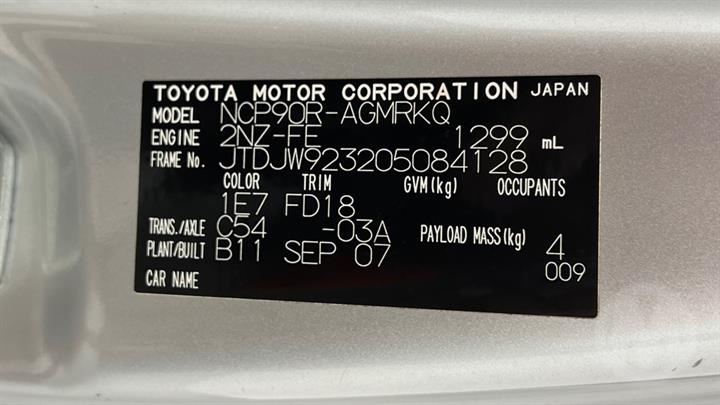 TOYOTA MOTOR CORPORATION JAPAN
MODEL NCP90R-AGMRKQ
ENGINE 2NZ-FE 1299 mL
FRAME No. JTDJW923205084128
COLOR TRIM GVM(kg) OCCUPANTS
1E7 FD18
TRANS./AXLE C54 -03A PAYLOAD MASS(kg) 4
PLANT/BUILT B11 SEP 07 009
CAR NAME